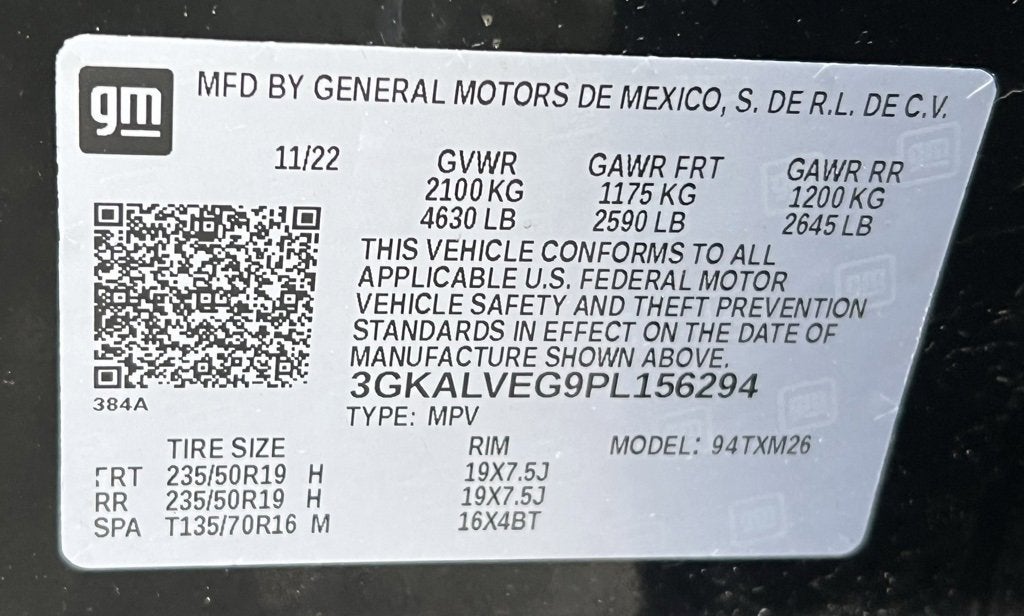 gm
MFD BY GENERAL MOTORS DE MEXICO, S. DE R.L. DE C.V.
11/22 GVWR GAWR FRT GAWR RR
2100 KG 1175 KG 1200 KG
4630 LB 2590 LB 2645 LB
THIS VEHICLE CONFORMS TO ALL
APPLICABLE U.S. FEDERAL MOTOR
VEHICLE SAFETY AND THEFT PREVENTION
STANDARDS IN EFFECT ON THE DATE OF
MANUFACTURE SHOWN ABOVE.
3GKALVEG9PL156294
384A
TYPE: MPV
TIRE SIZE RIM MODEL: 94TXM26
FRT 235/50R19 H 19X7.5J
RR 235/50R19 H 19X7.5J
SPA T135/70R16 M 16X4BT